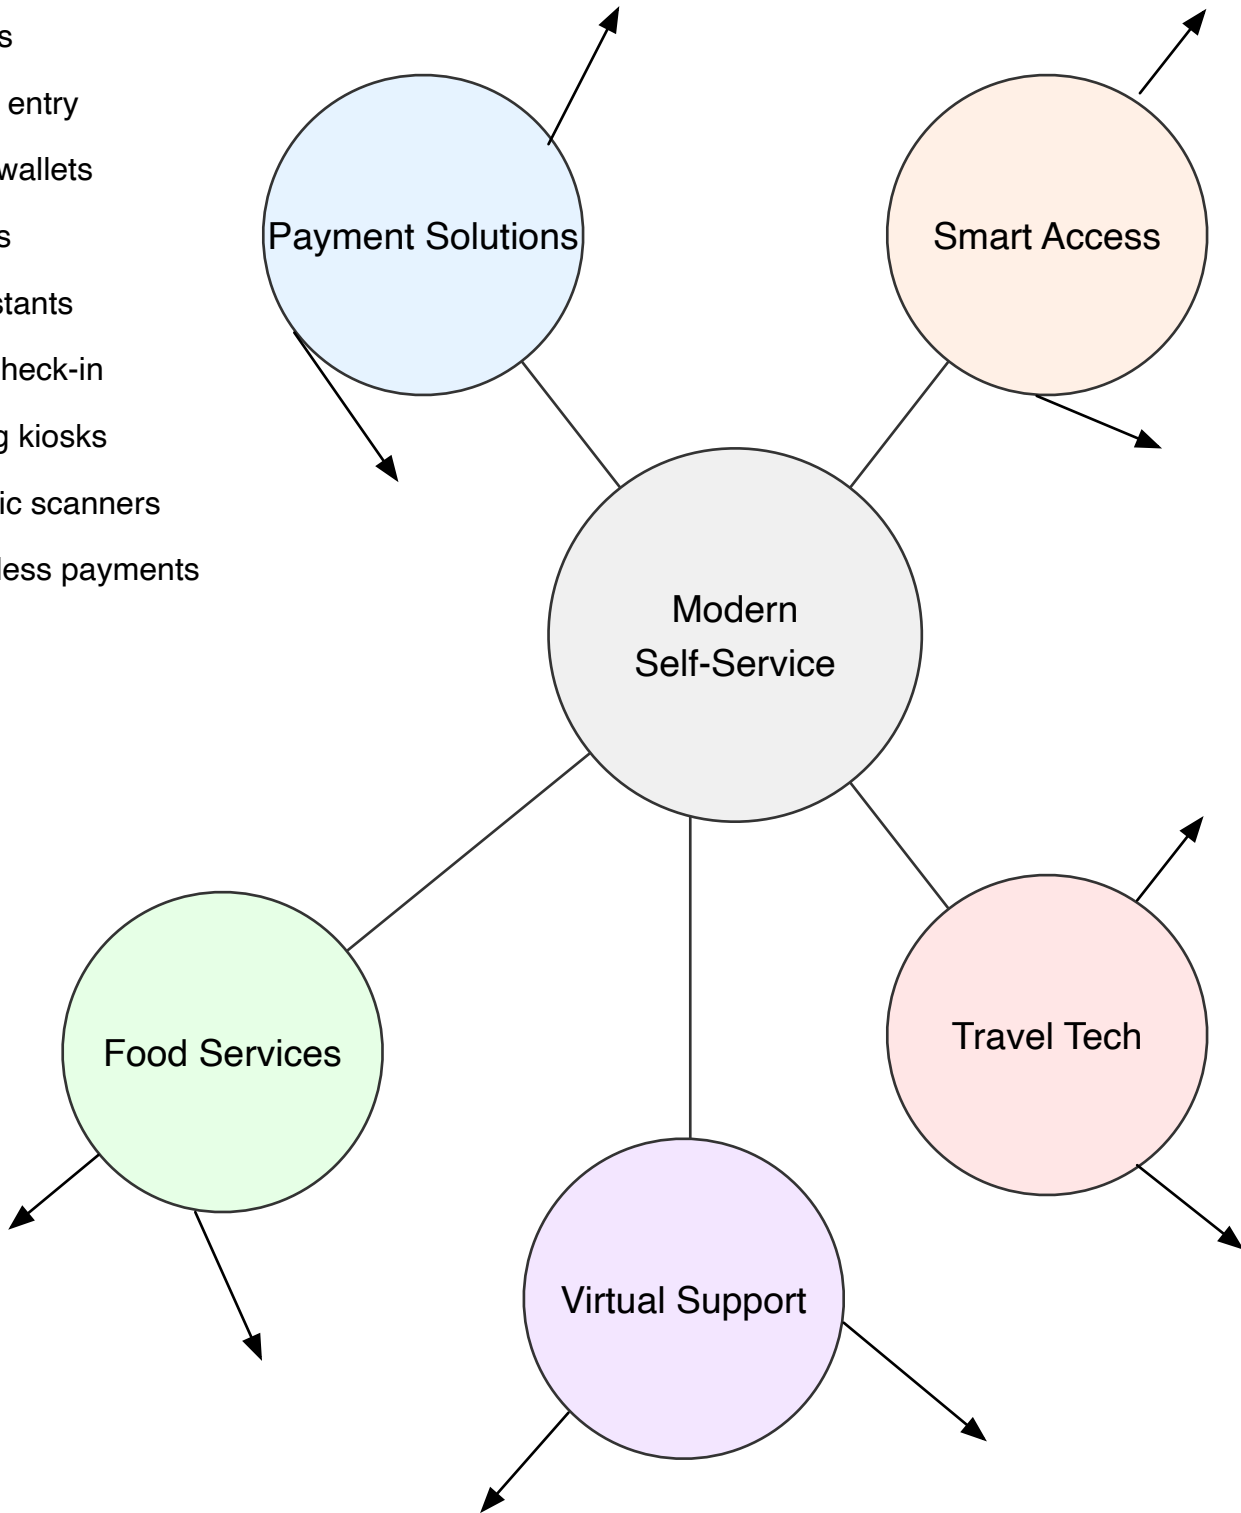 s
entry
wallets
s
stants
heck-in
g kiosks
ic scanners
less payments
Payment Solutions
Smart Access
Modern
Self-Service
Food Services
Travel Tech
Virtual Support